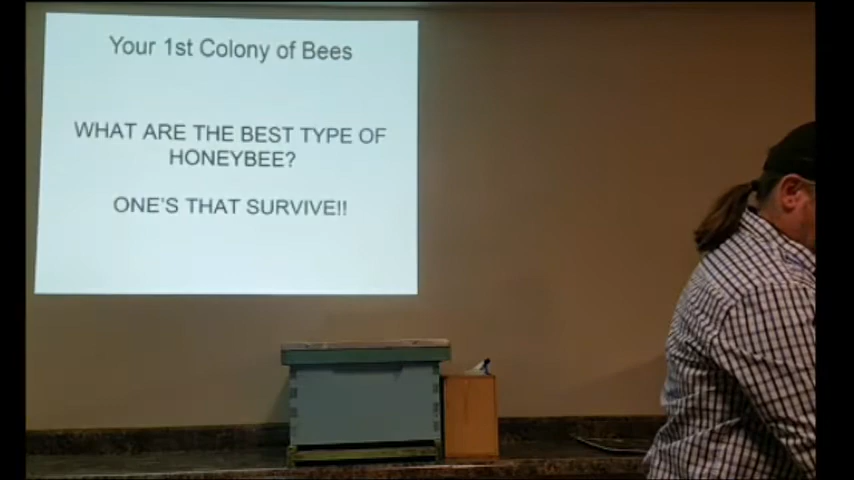 Your 1st Colony of Bees
WHAT ARE THE BEST TYPE OF
HONEYBEE?
ONE'S THAT SURVIVE!!